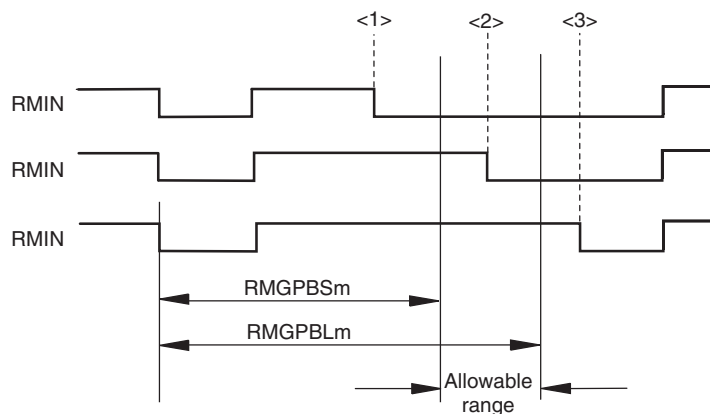 <1> <2> <3>
RMIN
RMIN
RMIN
RMGPBSm
RMGPBLm
Allowable
range